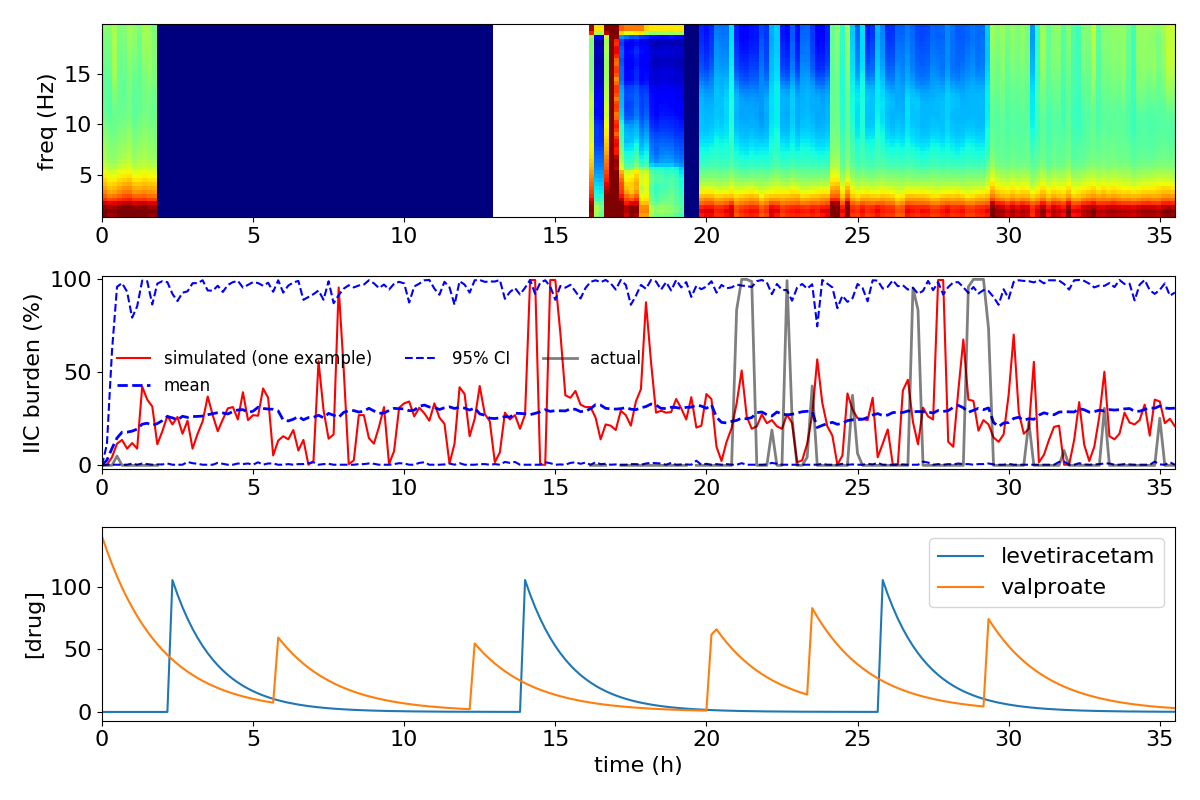 freq (Hz)
15
10
5
0 5 10 15 20 25 30 35
IIC burden (%)
100
50
0
simulated (one example) 95% CI actual
mean
0 5 10 15 20 25 30 35
[drug]
100
50
0
levetiracetam
valproate
0 5 10 15 20 25 30 35
time (h)